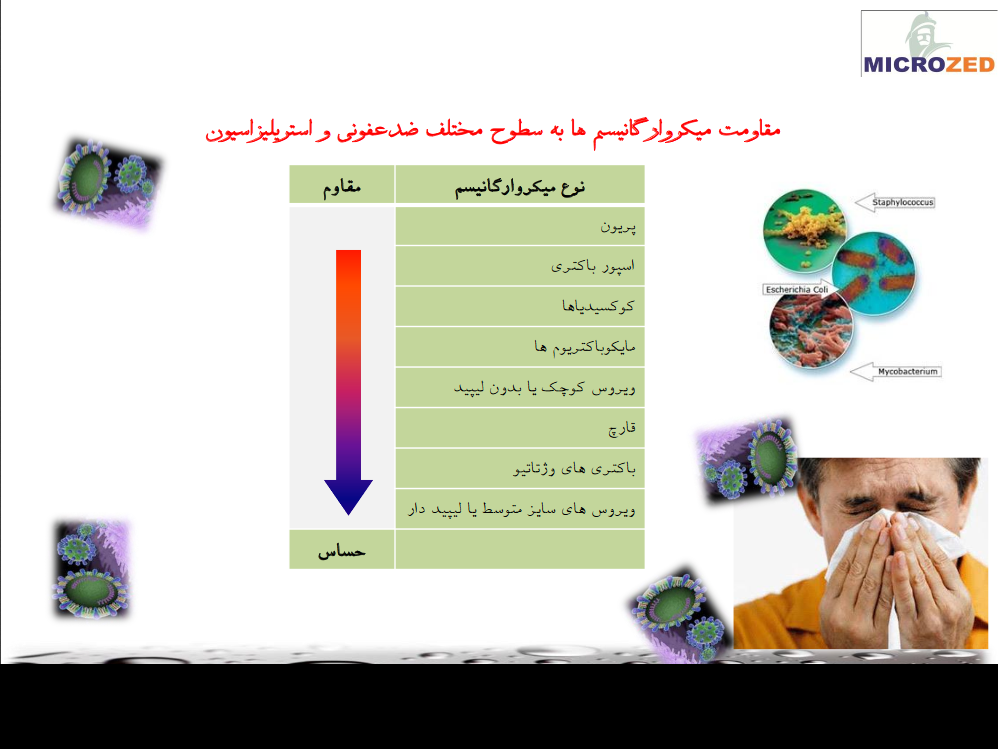 MICROZED
مقاومت میکروارگانیسم ها به سطوح مختلف ضدعفونی و استریلیزاسیون
نوع میکروارگانیسم
مقاوم
پریون
اسپور باکتری
کوکسیدیاها
مایکوباکتریوم ها
ویروس کوچک یا بدون لیپید
قارچ
باکتری های وژتاتیو
ویروس های سایز متوسط یا لیپید دار
حساس
Staphylococcus
Escherichia Coli
Mycobacterium